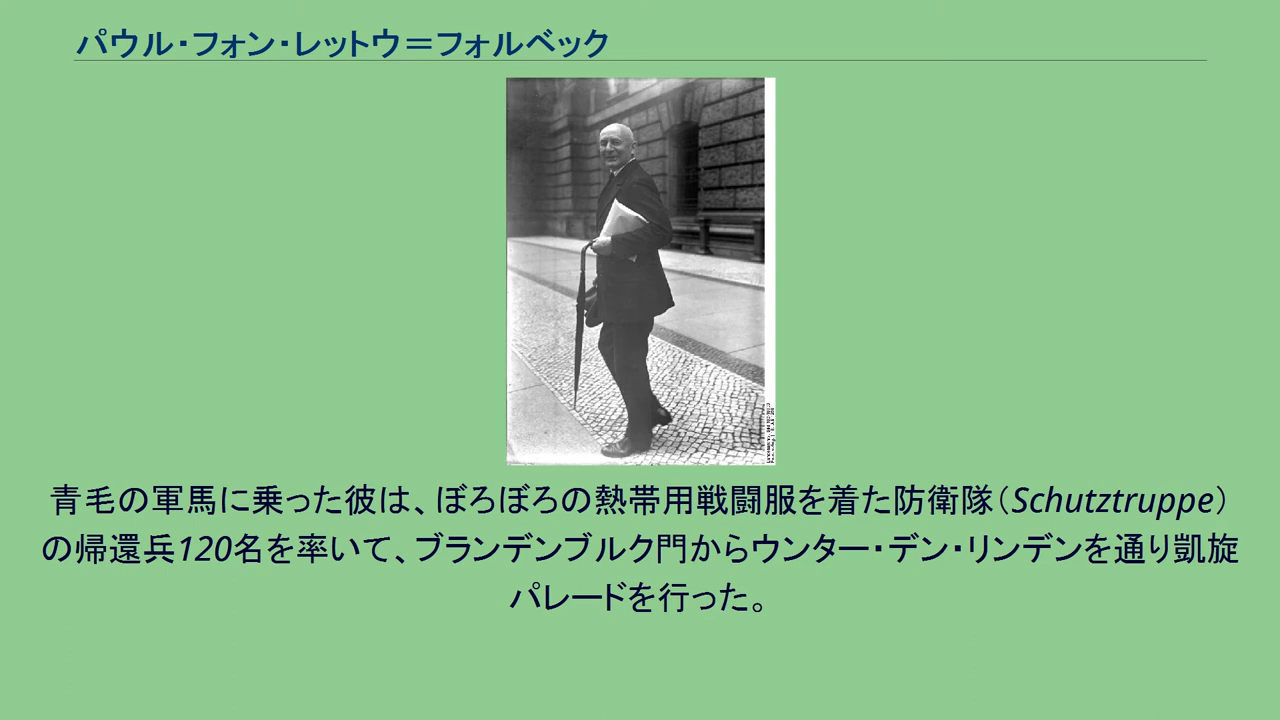 パウル・フォン・レットウ＝フォルベック
青毛の軍馬に乗った彼は、ぼろぼろの熱帯用戦闘服を着た防衛隊（Schutztruppe）
の帰還兵120名を率いて、ブランデンブルク門からウンター・デン・リンデンを通り凱旋
パレードを行った。